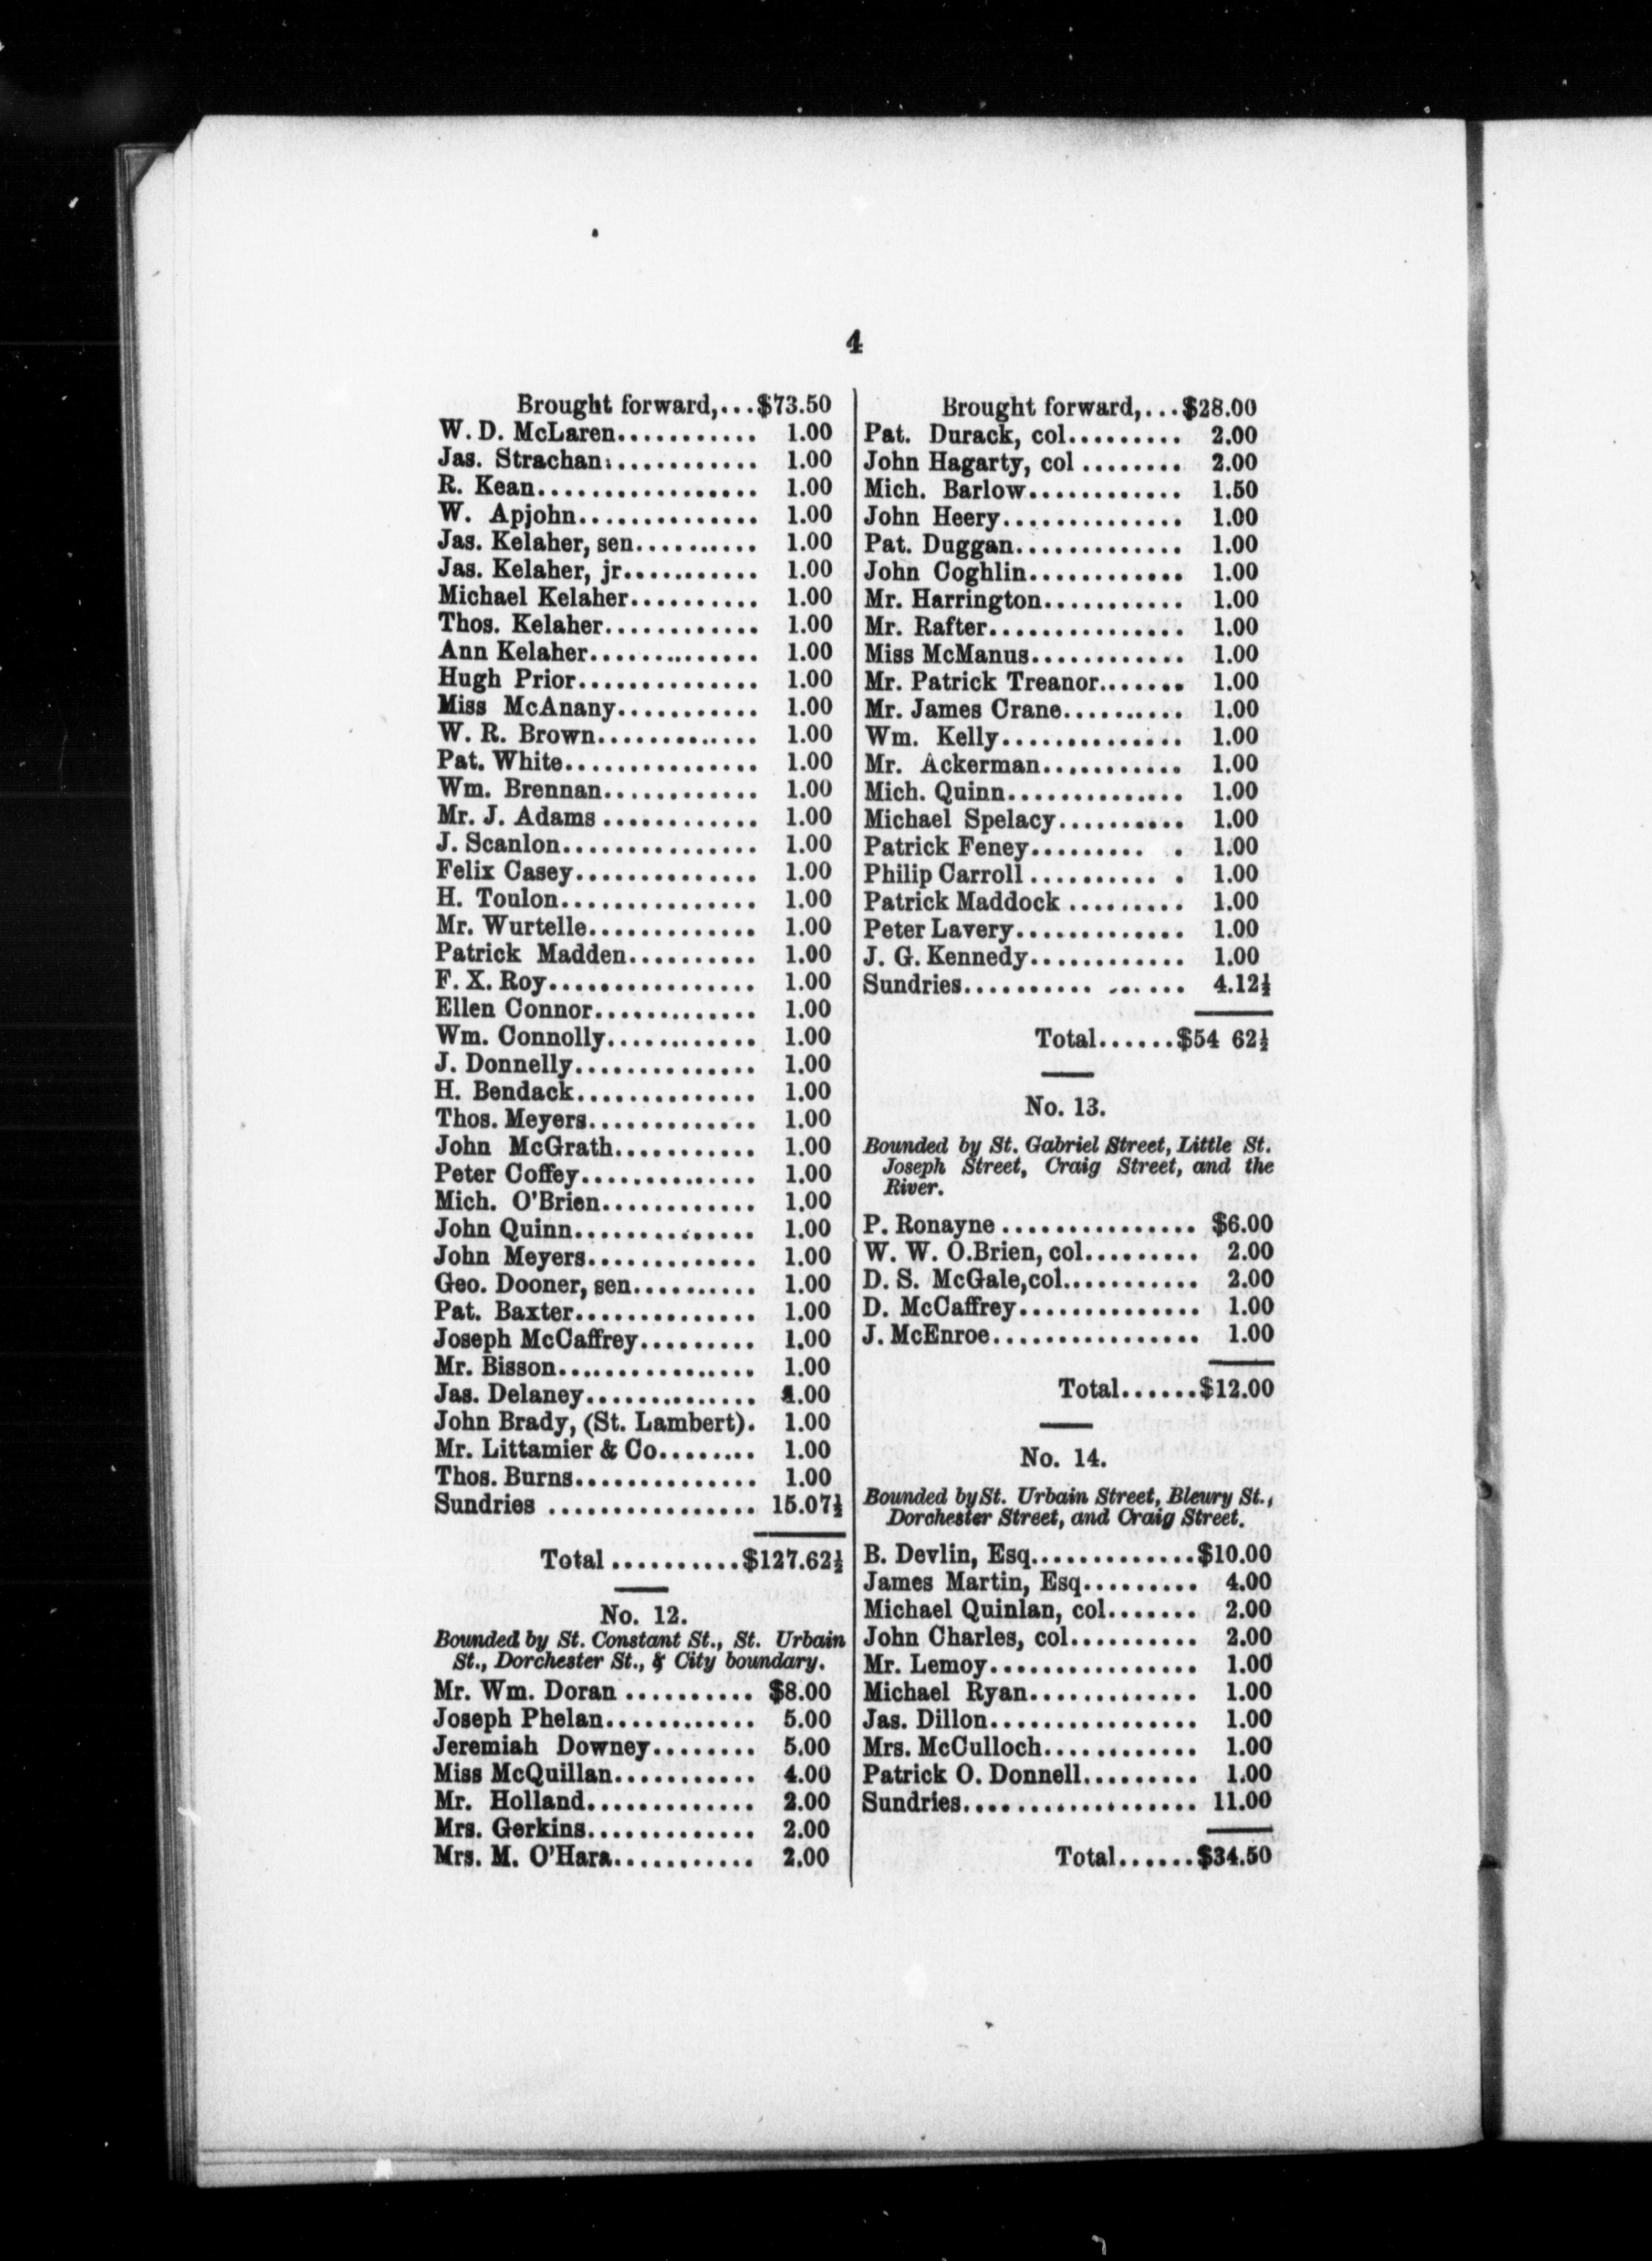 4
Brought forward,...$73.50
W. D. McLaren........... 1.00
Jas. Strachan............ 1.00
R. Kean................. 1.00
W. Apjohn.............. 1.00
Jas. Kelaher, sen.......... 1.00
Jas. Kelaher, jr........... 1.00
Michael Kelaher.......... 1.00
Thos. Kelaher............ 1.00
Ann Kelaher............. 1.00
Hugh Prior.............. 1.00
Miss McAnany........... 1.00
W. R. Brown............ 1.00
Pat. White............... 1.00
Wm. Brennan............ 1.00
Mr. J. Adams ............ 1.00
J. Scanlon............... 1.00
Felix Casey.............. 1.00
H. Toulon............... 1.00
Mr. Wurtelle............. 1.00
Patrick Madden.......... 1.00
F. X. Roy................ 1.00
Ellen Connor............. 1.00
Wm. Connolly............ 1.00
J. Donnelly.............. 1.00
H. Bendack.............. 1.00
Thos. Meyers............. 1.00
John McGrath........... 1.00
Peter Coffey.............. 1.00
Mich. O'Brien............ 1.00
John Quinn.............. 1.00
John Meyers............. 1.00
Geo. Dooner, sen.......... 1.00
Pat. Baxter.............. 1.00
Joseph McCaffrey......... 1.00
Mr. Bisson................ 1.00
Jas. Delaney.............. 1.00
John Brady, (St. Lambert). 1.00
Mr. Littamier & Co........ 1.00
Thos. Burns.............. 1.00
Sundries ................ 15.07½
Total ..........$127.62½
No. 12.
Bounded by St. Constant St., St. Urbain
St., Dorchester St., & City boundary.
Mr. Wm. Doran .......... $8.00
Joseph Phelan............ 5.00
Jeremiah Downey........ 5.00
Miss McQuillan........... 4.00
Mr. Holland............. 2.00
Mrs. Gerkins............. 2.00
Mrs. M. O'Hara........... 2.00
Brought forward,...$28.00
Pat. Durack, col......... 2.00
John Hagarty, col ........ 2.00
Mich. Barlow............ 1.50
John Heery.............. 1.00
Pat. Duggan............. 1.00
John Coghlin............ 1.00
Mr. Harrington........... 1.00
Mr. Rafter............... 1.00
Miss McManus............ 1.00
Mr. Patrick Treanor....... 1.00
Mr. James Crane.......... 1.00
Wm. Kelly.............. 1.00
Mr. Ackerman........... 1.00
Mich. Quinn.............. 1.00
Michael Spelacy.......... 1.00
Patrick Feney......... . 1.00
Philip Carroll .......... . 1.00
Patrick Maddock ......... 1.00
Peter Lavery............. 1.00
J. G. Kennedy............ 1.00
Sundries.......... ...... 4.12½
Total......$54 62½
No. 13.
Bounded by St. Gabriel Street, Little St.
Joseph Street, Craig Street, and the
River.
P. Ronayne ............... $6.00
W. W. O.Brien, col......... 2.00
D. S. McGale,col........... 2.00
D. McCaffrey.............. 1.00
J. McEnroe................ 1.00
Total......$12.00
No. 14.
Bounded by St. Urbain Street, Bleury St.,
Dorchester Street, and Craig Street.
B. Devlin, Esq.............$10.00
James Martin, Esq......... 4.00
Michael Quinlan, col....... 2.00
John Charles, col.......... 2.00
Mr. Lemoy................ 1.00
Michael Ryan............. 1.00
Jas. Dillon................ 1.00
Mrs. McCulloch............ 1.00
Patrick O. Donnell......... 1.00
Sundries.................. 11.00
Total......$34.50